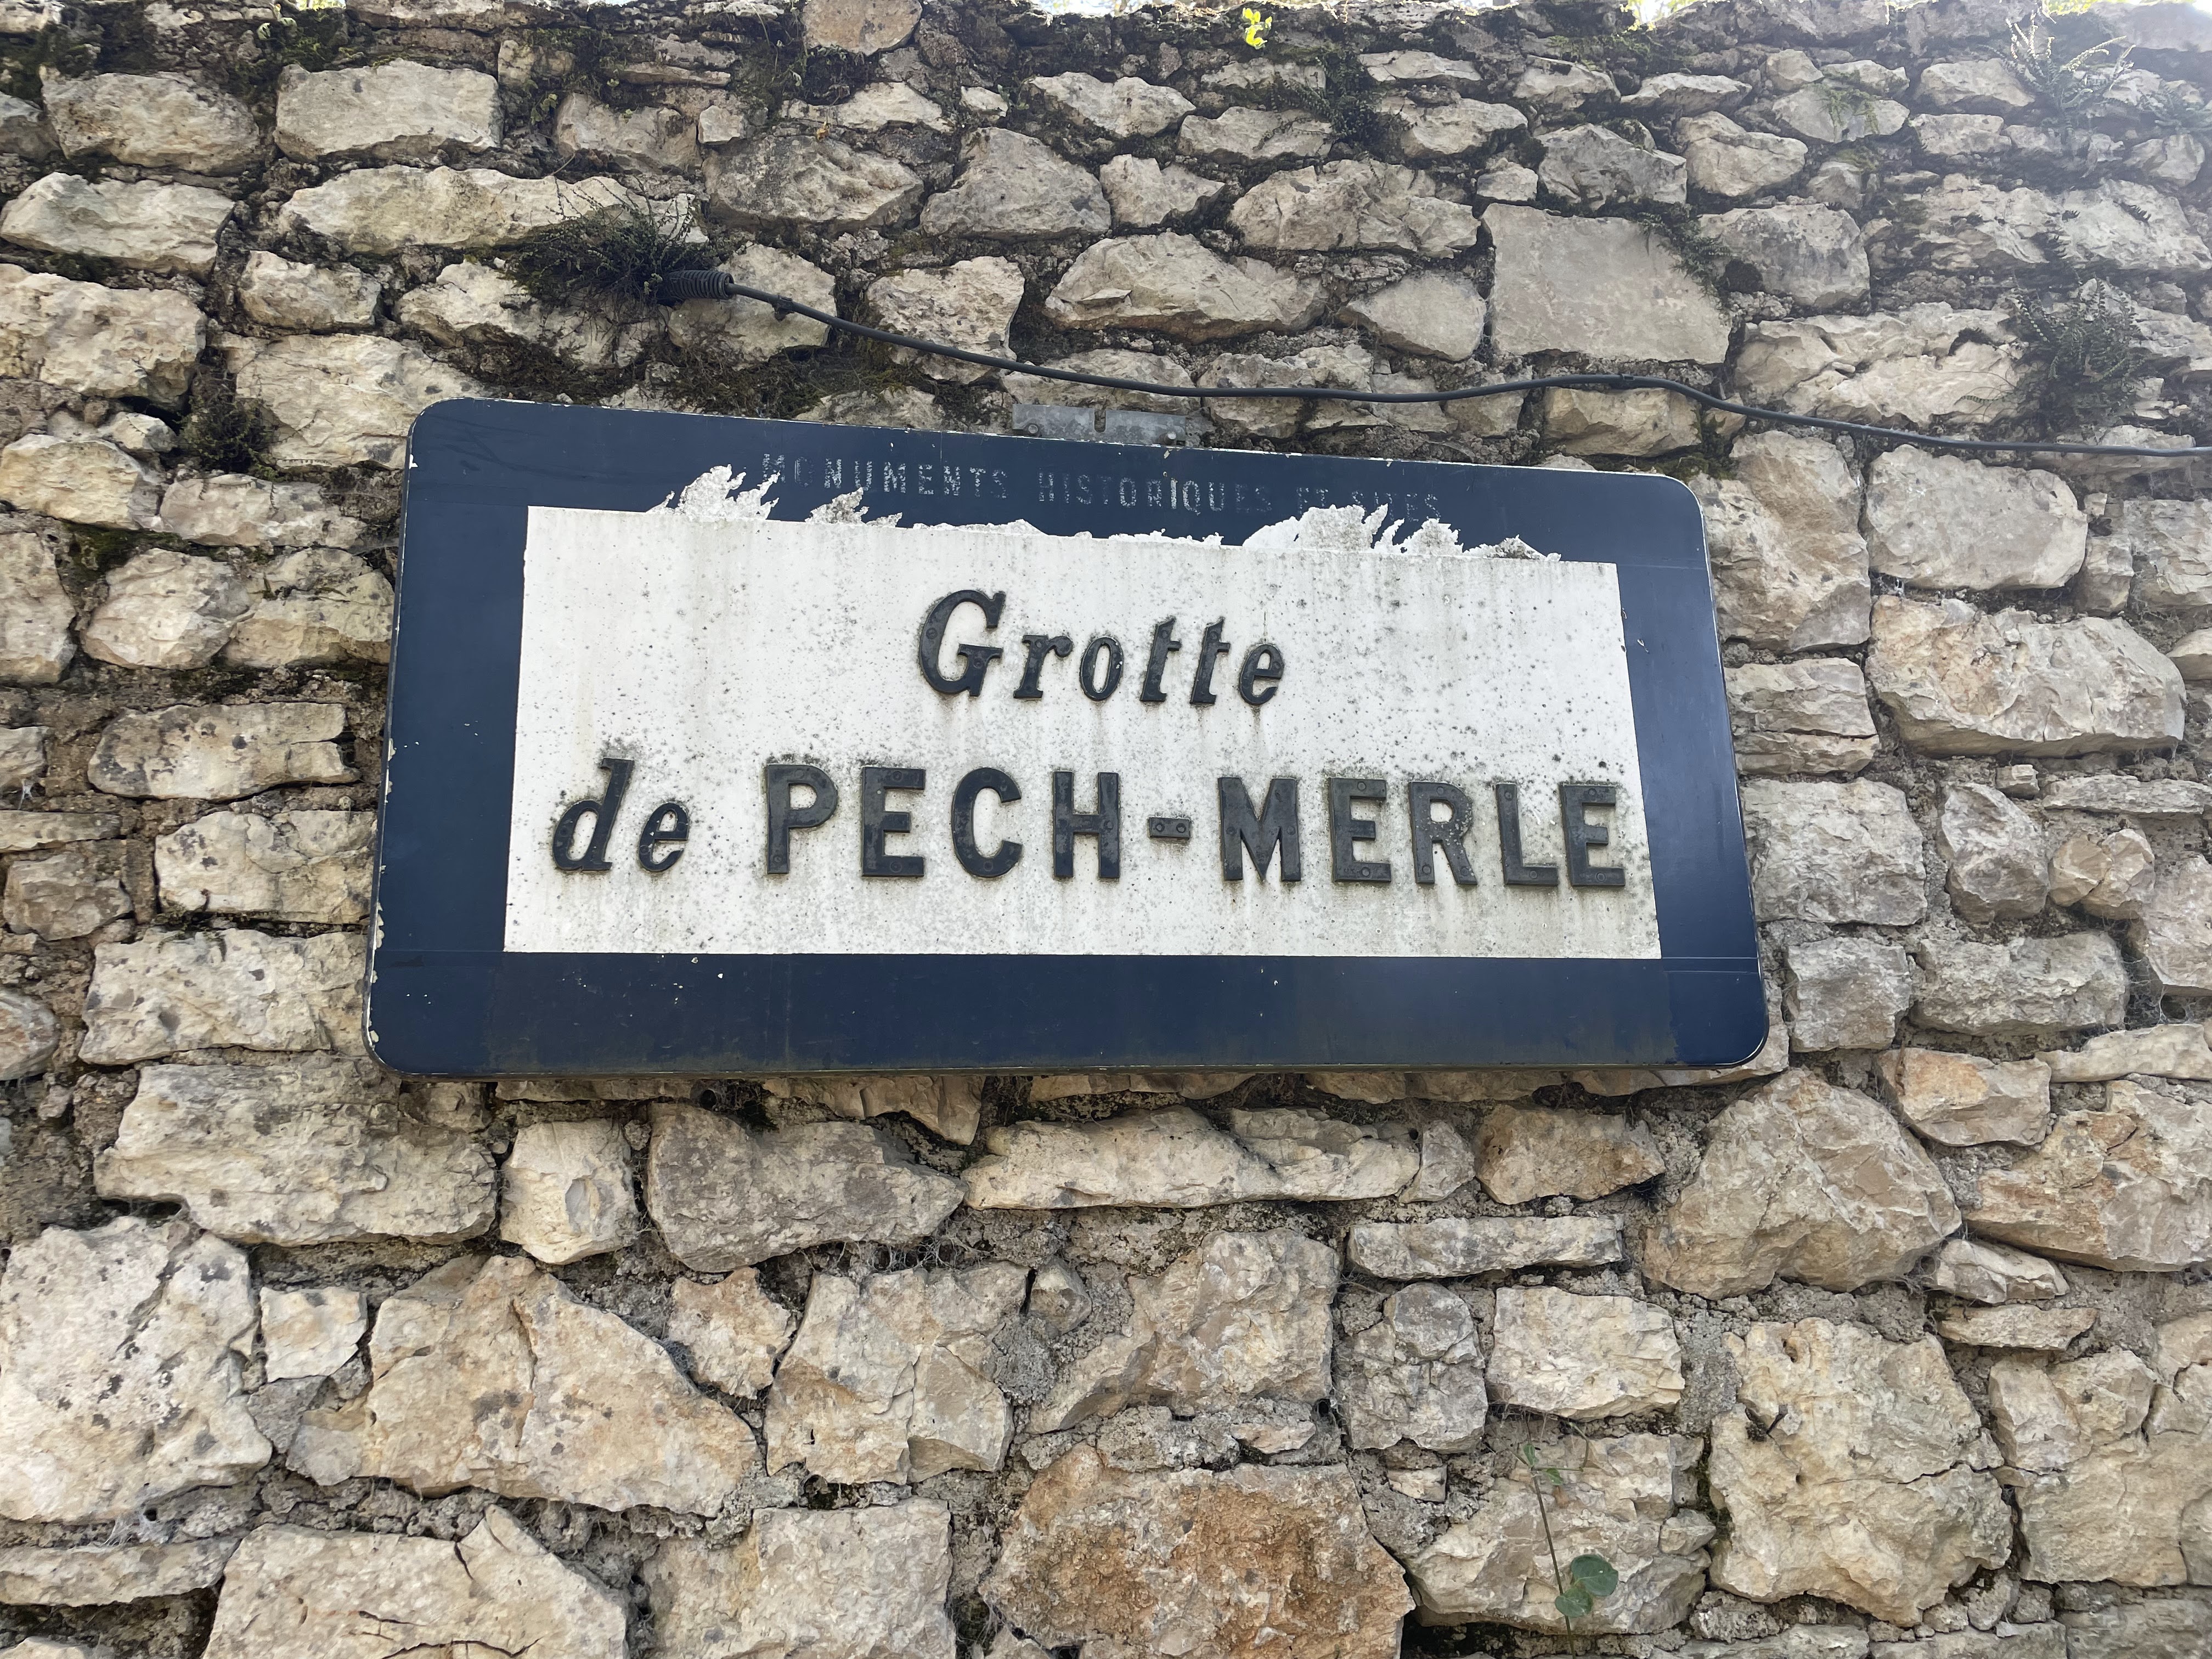 MONUMENTS HISTORIQUES ET SITES
Grotte
de PECH-MERLE